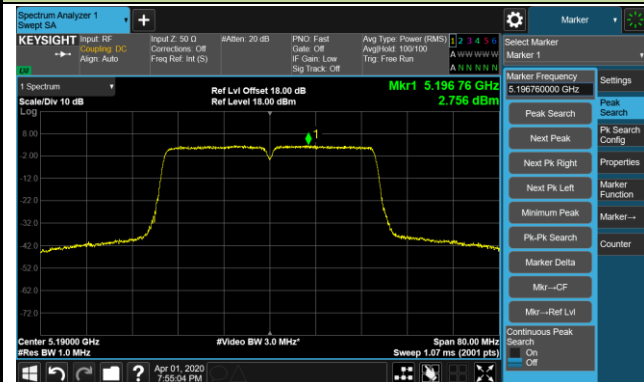 Spectrum Analyzer 1
Swept SA
Marker
KEYSIGHT
Input: RF
Coupling: DC
Align: Auto
Input Z: 50 Ω
Corrections: Off
Freq Ref: Int (S)
#Atten: 20 dB
PNO: Fast
Gate: Off
IF Gain: Low
Sig Track: Off
Avg Type: Power (RMS)
Avg|Hold: 100/100
Trig: Free Run
1 2 3 4 5 6
A W W W W W
A N N N N N
Select Marker
Marker 1
1 Spectrum
Scale/Div 10 dB
Log
Ref Lvl Offset 18.00 dB
Ref Level 18.00 dBm
Mkr1 5.196 76 GHz
2.756 dBm
Marker Frequency
5.196760000 GHz
Peak Search
Next Peak
Next Pk Right
Next Pk Left
Minimum Peak
Pk-Pk Search
Marker Delta
Mkr→CF
Mkr→Ref Lvl
Continuous Peak
Search
On
Off
Settings
Peak
Search
Pk Search
Config
Properties
Marker
Function
Marker→
Counter
1
8.00
-2.00
-12.0
-22.0
-32.0
-42.0
-52.0
-62.0
-72.0
Center 5.19000 GHz
#Res BW 1.0 MHz
#Video BW 3.0 MHz*
Span 80.00 MHz
Sweep 1.07 ms (2001 pts)
Apr 01, 2020
7:55:04 PM